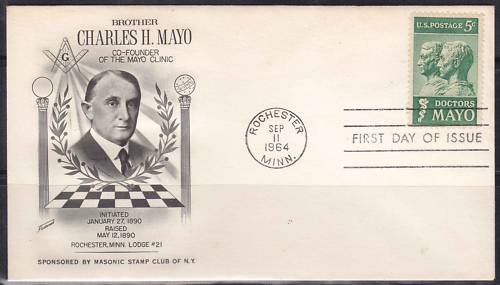 BROTHER
CHARLES H. MAYO
CO-FOUNDER
OF THE MAYO CLINIC
G
INITIATED
JANUARY 27, 1890
RAISED
MAY 12, 1890
ROCHESTER, MINN. LODGE #21
SPONSORED BY MASONIC STAMP CLUB OF N.Y.
ROCHESTER
SEP
11
1964
MINN.
U.S. POSTAGE 5¢
DOCTORS
MAYO
FIRST DAY OF ISSUE